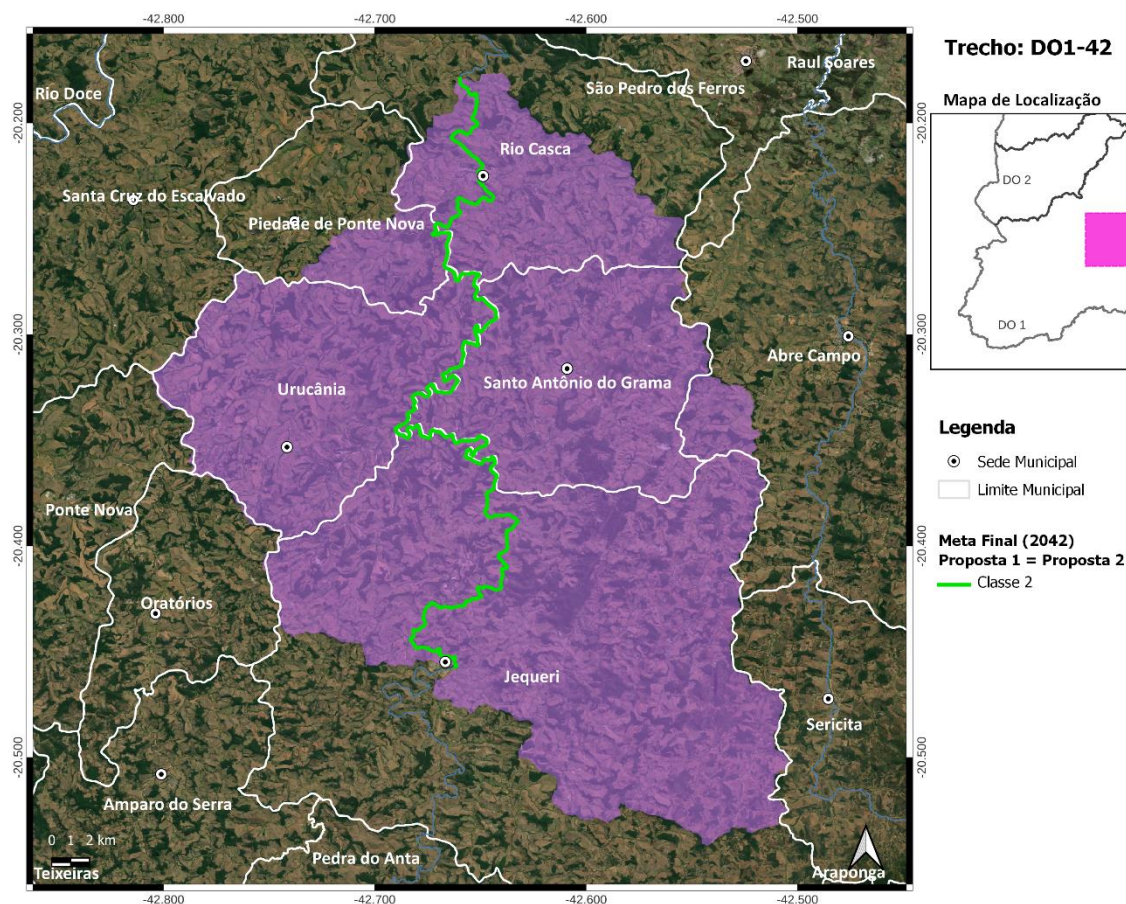 -42.800
-42.700
-42.600
-42.500
Trecho: DO1-42
Raul Soares
São Pedro dos Ferros
Rio Doce
Mapa de Localização
-20.200
-20.200
Rio Casca
DO 2
Santa Cruz do Escalvado
Piedade de Ponte Nova
-20.300
-20.300
DO 1
Abre Campo
Urucânia
Santo Antônio do Grama
Legenda
Sede Municipal
Limite Municipal
Ponte Nova
-20.400
-20.400
Meta Final (2042)
Proposta 1 = Proposta 2
Classe 2
Oratórios
Jequeri
Sericita
-20.500
-20.500
Amparo do Serra
0 1 2 km
Pedra do Anta
Teixeiras
Araponga
-42.800
-42.700
-42.600
-42.500